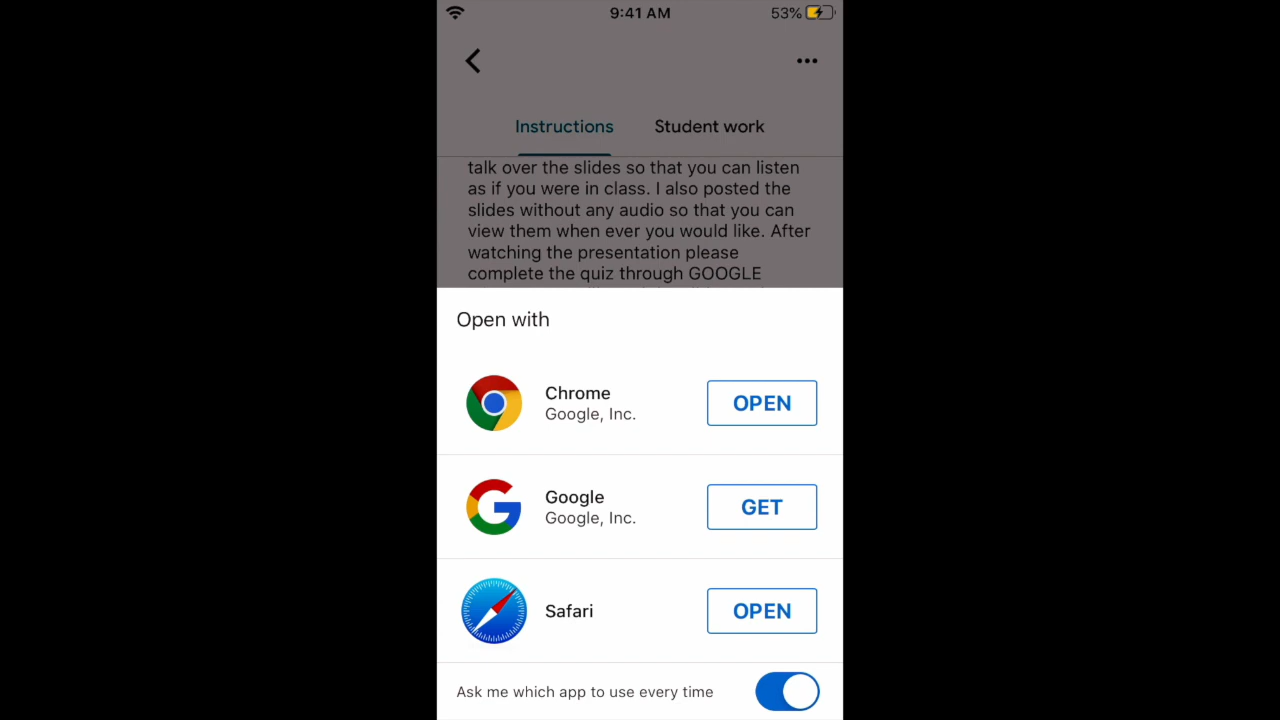 9:41 AM 53%
Instructions Student work
talk over the slides so that you can listen
as if you were in class. I also posted the
slides without any audio so that you can
view them when ever you would like. After
watching the presentation please
complete the quiz through GOOGLE
Open with
Chrome
Google, Inc.
OPEN
Google
Google, Inc.
GET
Safari
OPEN
Ask me which app to use every time